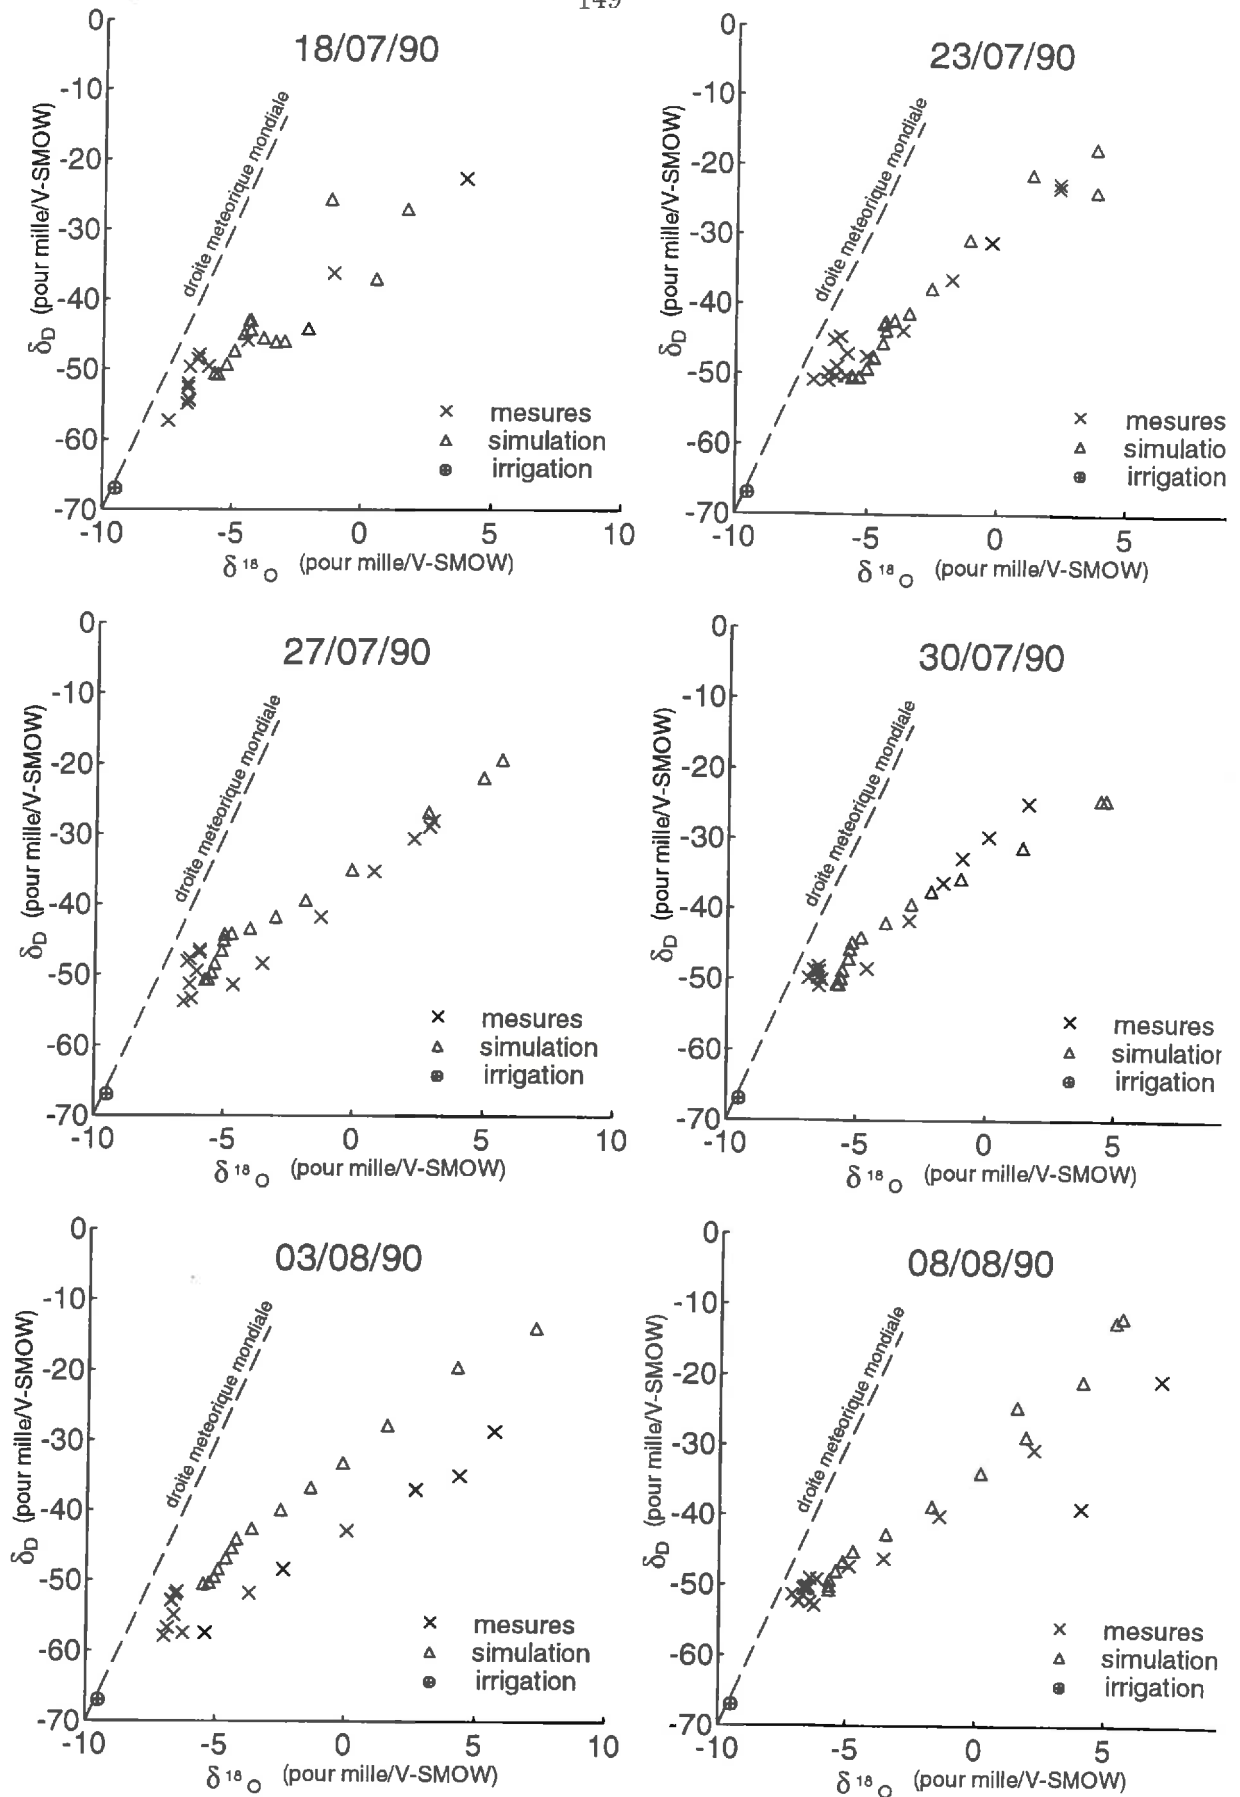 149
18/07/90
0
-10
-20
-30
-40
-50
-60
-70
δD (pour mille/V-SMOW)
droite meteorique mondiale
× mesures
△ simulation
⊕ irrigation
-10 -5 0 5 10
δ 18 O (pour mille/V-SMOW)
23/07/90
0
-10
-20
-30
-40
-50
-60
-70
δD (pour mille/V-SMOW)
droite meteorique mondiale
× mesures
△ simulatio
⊕ irrigation
-10 -5 0 5
δ 18 O (pour mille/V-SMOW)
27/07/90
0
-10
-20
-30
-40
-50
-60
-70
δD (pour mille/V-SMOW)
droite meteorique mondiale
× mesures
△ simulation
⊕ irrigation
-10 -5 0 5 10
δ 18 O (pour mille/V-SMOW)
30/07/90
0
-10
-20
-30
-40
-50
-60
-70
δD (pour mille/V-SMOW)
droite meteorique mondiale
× mesures
△ simulation
⊕ irrigation
-10 -5 0 5
δ 18 O (pour mille/V-SMOW)
03/08/90
0
-10
-20
-30
-40
-50
-60
-70
δD (pour mille/V-SMOW)
droite meteorique mondiale
× mesures
△ simulation
⊕ irrigation
-10 -5 0 5 10
δ 18 O (pour mille/V-SMOW)
08/08/90
0
-10
-20
-30
-40
-50
-60
-70
δD (pour mille/V-SMOW)
droite meteorique mondiale
× mesures
△ simulation
⊕ irrigation
-10 -5 0 5
δ 18 O (pour mille/V-SMOW)